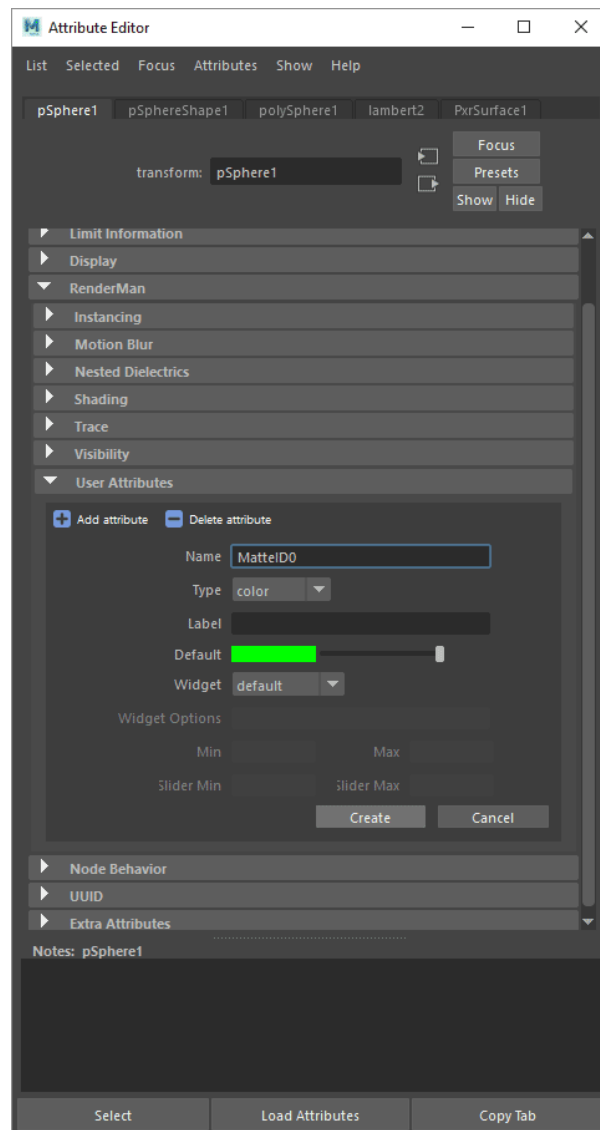 Attribute Editor
List Selected Focus Attributes Show Help
pSphere1 pSphereShape1 polySphere1 lambert2 PxrSurface1
Focus
transform: pSphere1
Presets
Show Hide
Limit Information
Display
RenderMan
Instancing
Motion Blur
Nested Dielectrics
Shading
Trace
Visibility
User Attributes
Add attribute Delete attribute
Name MatteID0
Type color
Label
Default
Widget default
Widget Options
Min Max
Slider Min Slider Max
Create Cancel
Node Behavior
UUID
Extra Attributes
Notes: pSphere1
Select Load Attributes Copy Tab